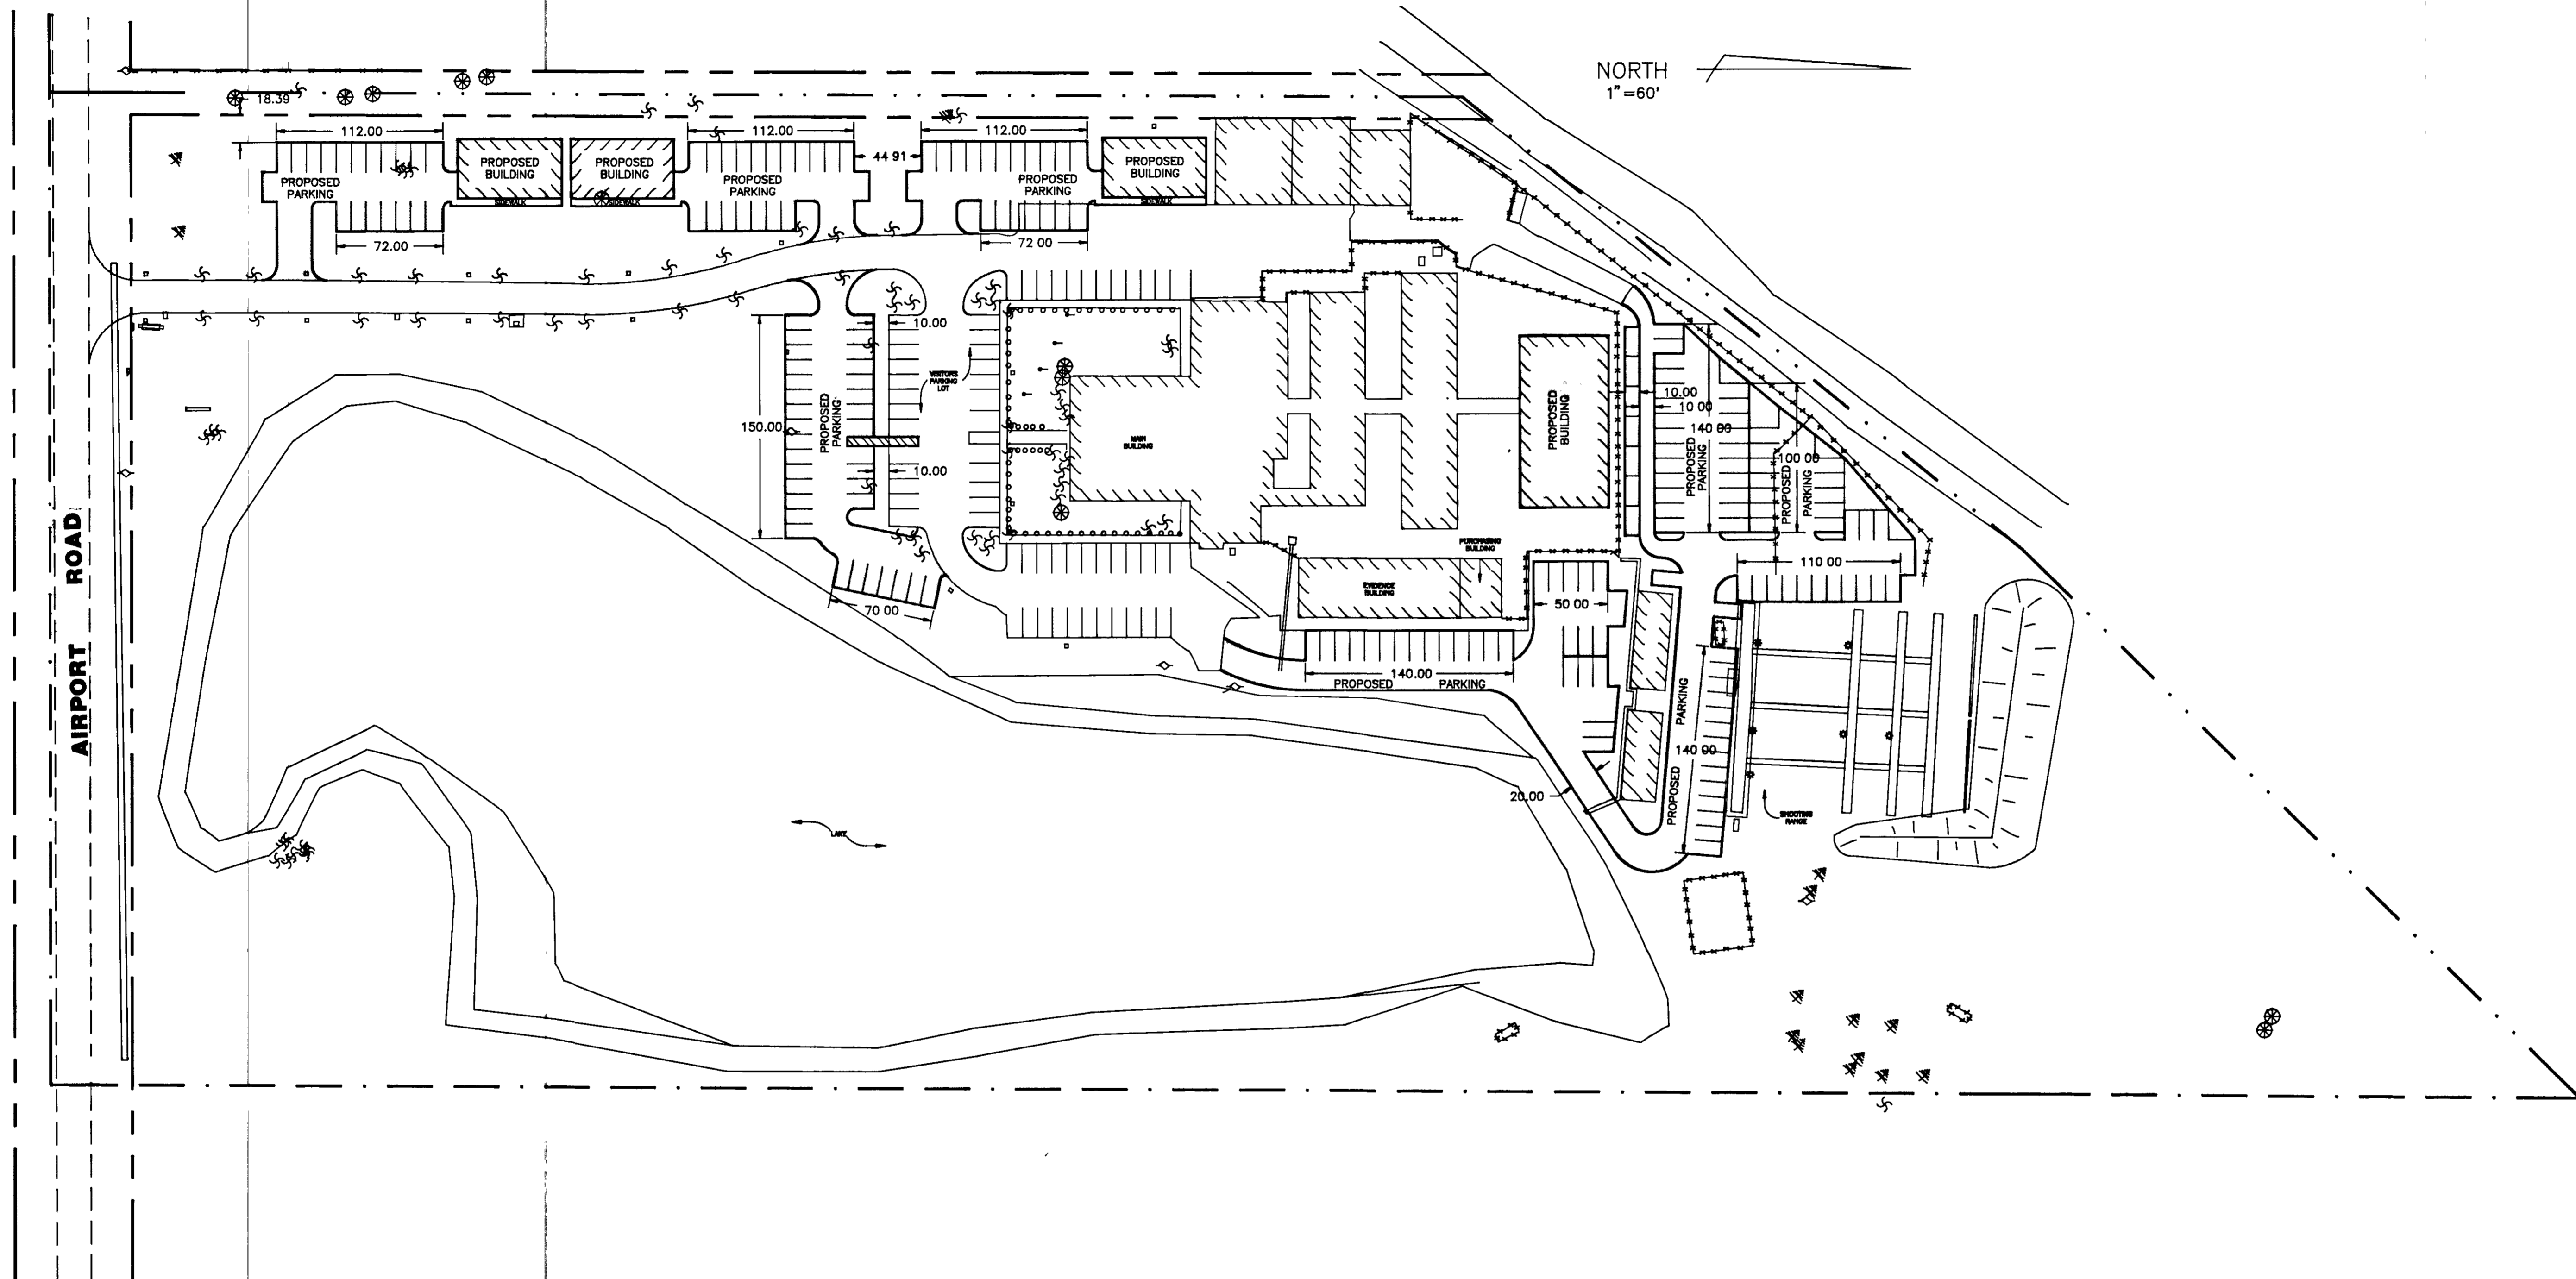 NORTH
1"=60'
18.39
112.00
112.00
112.00
44 91
PROPOSED
BUILDING
PROPOSED
BUILDING
PROPOSED
BUILDING
PROPOSED
PARKING
PROPOSED
PARKING
PROPOSED
PARKING
SIDEWALK
SIDEWALK
SIDEWALK
72.00
72 00
10.00
VISITORS
PARKING
LOT
150.00
PROPOSED
PARKING
10.00
MAIN
BUILDING
PROPOSED
BUILDING
10.00
10 00
140 00
PROPOSED
PARKING
100 00
PROPOSED
PARKING
PURCHASING
BUILDING
EVIDENCE
BUILDING
110 00
50 00
70 00
140.00
PROPOSED PARKING
PROPOSED PARKING
140 00
20.00
SHOOTING
RANGE
LAKE
AIRPORT ROAD